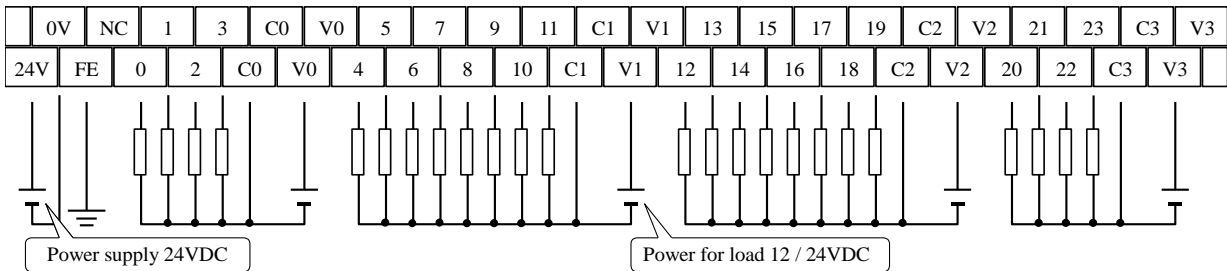 0V NC 1 3 C0 V0 5 7 9 11 C1 V1 13 15 17 19 C2 V2 21 23 C3 V3
24V FE 0 2 C0 V0 4 6 8 10 C1 V1 12 14 16 18 C2 V2 20 22 C3 V3
Power supply 24VDC Power for load 12 / 24VDC